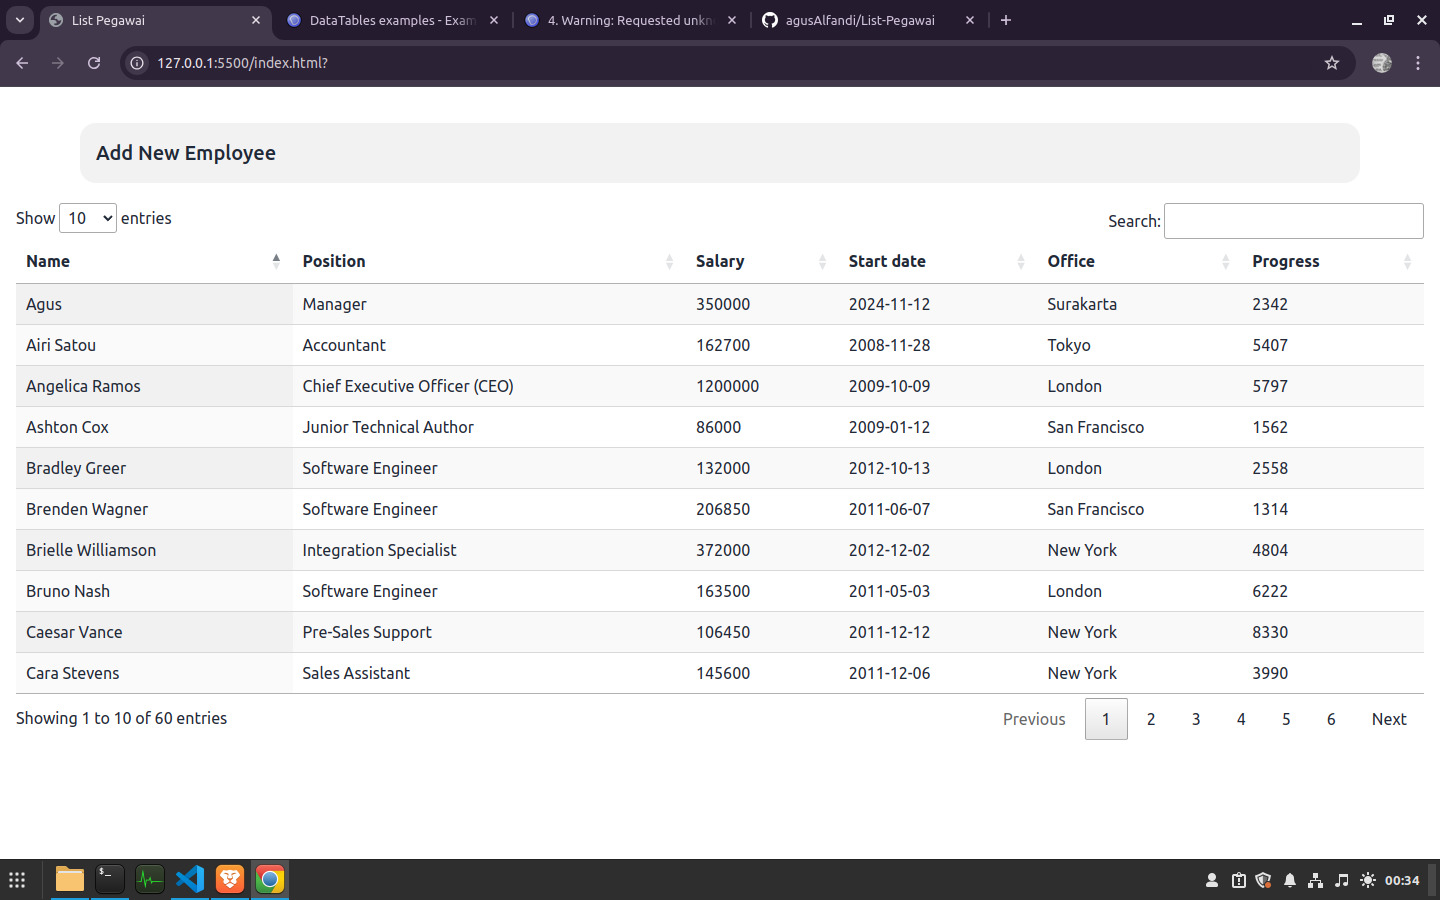 List Pegawai
DataTables examples - Exam
4. Warning: Requested unkn
agusAlfandi/List-Pegawai
127.0.0.1:5500/index.html?
Add New Employee
Show 10 entries
Search:
Name Position Salary Start date Office Progress
Agus Manager 350000 2024-11-12 Surakarta 2342
Airi Satou Accountant 162700 2008-11-28 Tokyo 5407
Angelica Ramos Chief Executive Officer (CEO) 1200000 2009-10-09 London 5797
Ashton Cox Junior Technical Author 86000 2009-01-12 San Francisco 1562
Bradley Greer Software Engineer 132000 2012-10-13 London 2558
Brenden Wagner Software Engineer 206850 2011-06-07 San Francisco 1314
Brielle Williamson Integration Specialist 372000 2012-12-02 New York 4804
Bruno Nash Software Engineer 163500 2011-05-03 London 6222
Caesar Vance Pre-Sales Support 106450 2011-12-12 New York 8330
Cara Stevens Sales Assistant 145600 2011-12-06 New York 3990
Showing 1 to 10 of 60 entries
Previous 1 2 3 4 5 6 Next
00:34